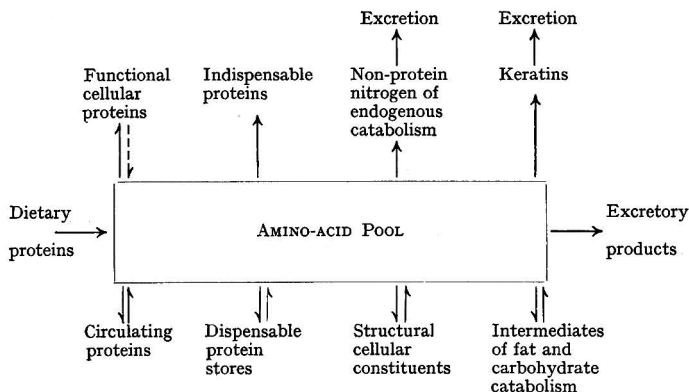 Excretion
Excretion
Functional
cellular
proteins
Indispensable
proteins
Non-protein
nitrogen of
endogenous
catabolism
Keratins
Dietary
proteins
AMINO-ACID POOL
Excretory
products
Circulating
proteins
Dispensable
protein
stores
Structural
cellular
constituents
Intermediates
of fat and
carbohydrate
catabolism